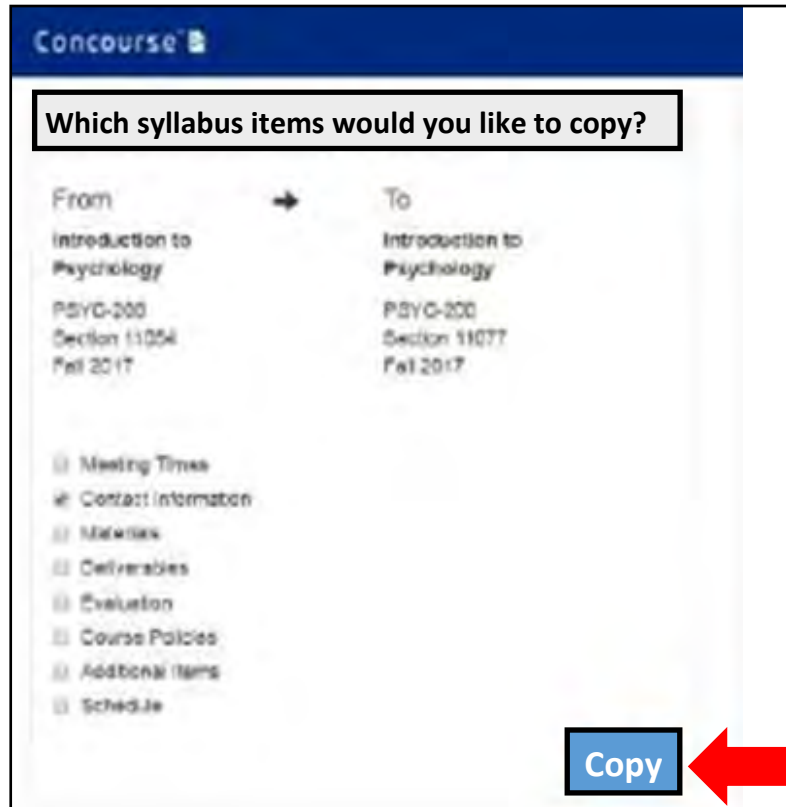 Concourse
Which syllabus items would you like to copy?
From To
Introduction to Introduction to
Psychology Psychology
PSYC-200 PSYC-200
Section Section 11077
Fall 2017 Fall 2017
Meeting Times
Contact Information
Materials
Deliverables
Evaluation
Course Policies
Additional Items
Schedule
Copy